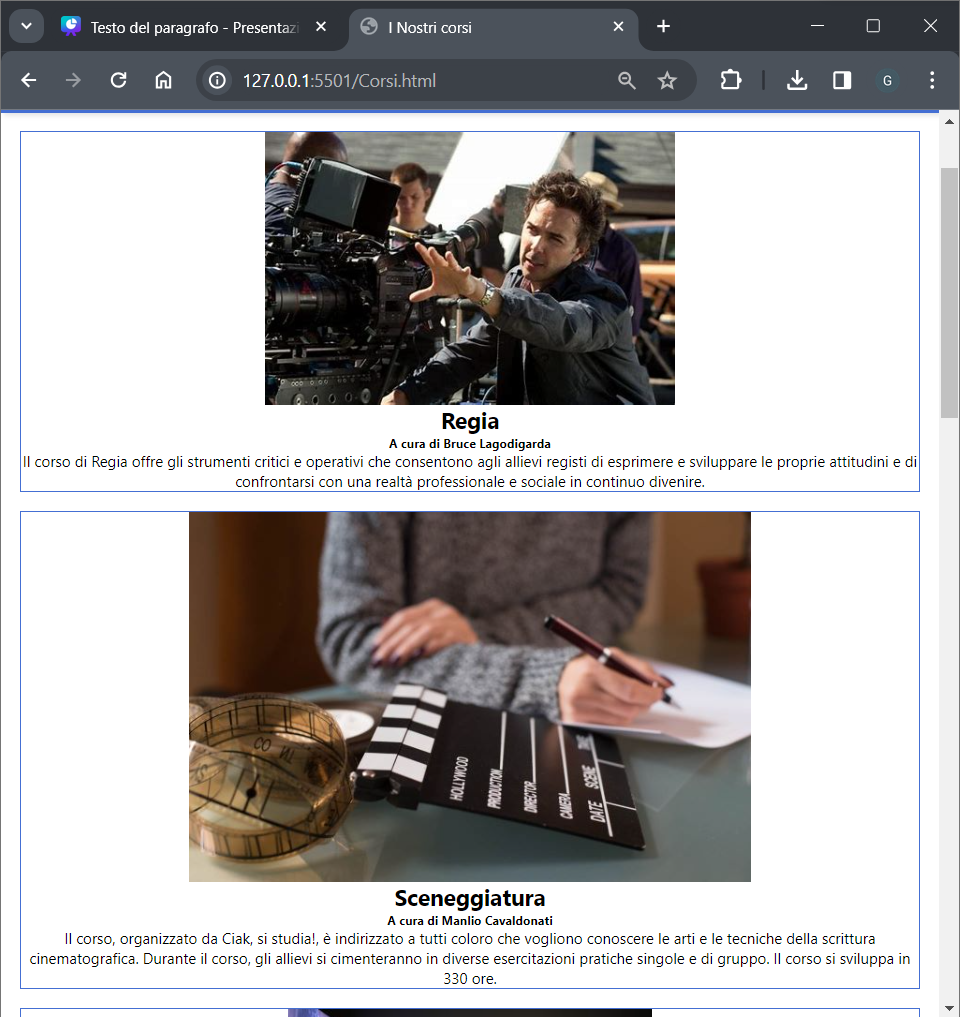 Testo del paragrafo - Presentazi
I Nostri corsi
127.0.0.1:5501/Corsi.html
G
Regia
A cura di Bruce Lagodigarda
Il corso di Regia offre gli strumenti critici e operativi che consentono agli allievi registi di esprimere e sviluppare le proprie attitudini e di
confrontarsi con una realtà professionale e sociale in continuo divenire.
HOLLYWOOD
PRODUCTION
DIRECTOR
CAMERA
DATE SCENE TAKE
Sceneggiatura
A cura di Manlio Cavaldonati
Il corso, organizzato da Ciak, si studia!, è indirizzato a tutti coloro che vogliono conoscere le arti e le tecniche della scrittura
cinematografica. Durante il corso, gli allievi si cimenteranno in diverse esercitazioni pratiche singole e di gruppo. Il corso si sviluppa in
330 ore.